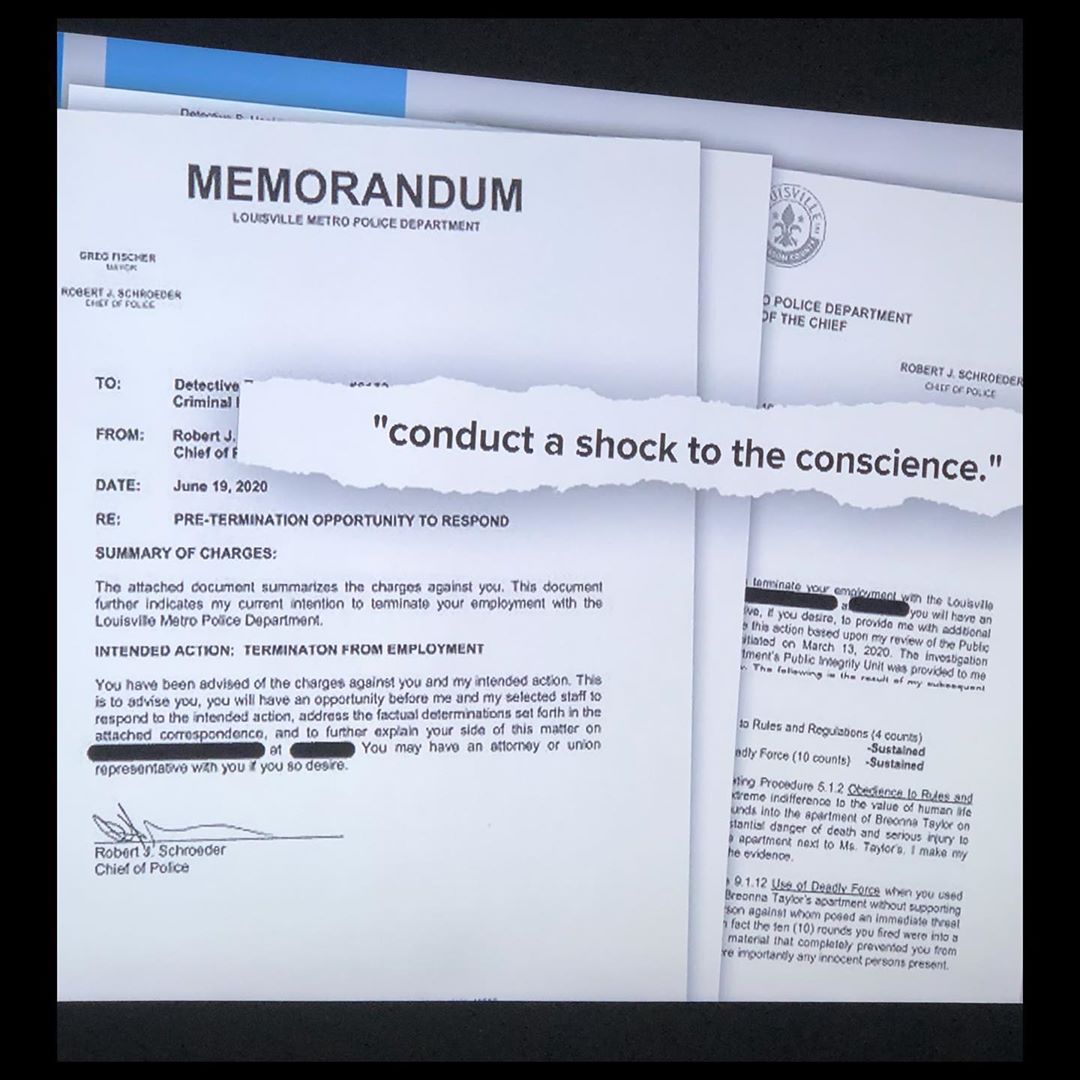 MEMORANDUM
LOUISVILLE METRO POLICE DEPARTMENT
GREG FISCHER
MAYOR
ROBERT J. SCHROEDER
CHIEF OF POLICE
TO: Detective
Criminal
FROM: Robert J.
Chief of
DATE: June 19, 2020
RE: PRE-TERMINATION OPPORTUNITY TO RESPOND
SUMMARY OF CHARGES:
The attached document summarizes the charges against you. This document
further indicates my current intention to terminate your employment with the
Louisville Metro Police Department.
INTENDED ACTION: TERMINATON FROM EMPLOYMENT
You have been advised of the charges against you and my intended action. This
is to advise you, you will have an opportunity before me and my selected staff to
respond to the intended action, address the factual determinations set forth in the
attached correspondence, and to further explain your side of this matter on
at You may have an attorney or union
representative with you if you so desire.
Robert J. Schroeder
Chief of Police
"conduct a shock to the conscience."
POLICE DEPARTMENT
OF THE CHIEF
ROBERT J. SCHROEDER
CHIEF OF POLICE
terminate your employment with the Louisville
you will have an
if you desire, to provide me with additional
this action based upon my review of the Public
on March 13, 2020. The investigation
Public Integrity Unit was provided to me
The following is the result of my subsequent
to Rules and Regulations (4 counts)
-Sustained
Force (10 counts) -Sustained
Procedure 5.1.2 Obedience to Rules and
indifference to the value of human life
into the apartment of Breonna Taylor on
danger of death and serious injury to
apartment next to Ms. Taylor's. I make my
evidence.
9.1.12 Use of Deadly Force when you used
Breonna Taylor's apartment without supporting
against whom posed an immediate threat
fact the ten (10) rounds you fired were into a
material that completely prevented you from
importantly any innocent persons present.